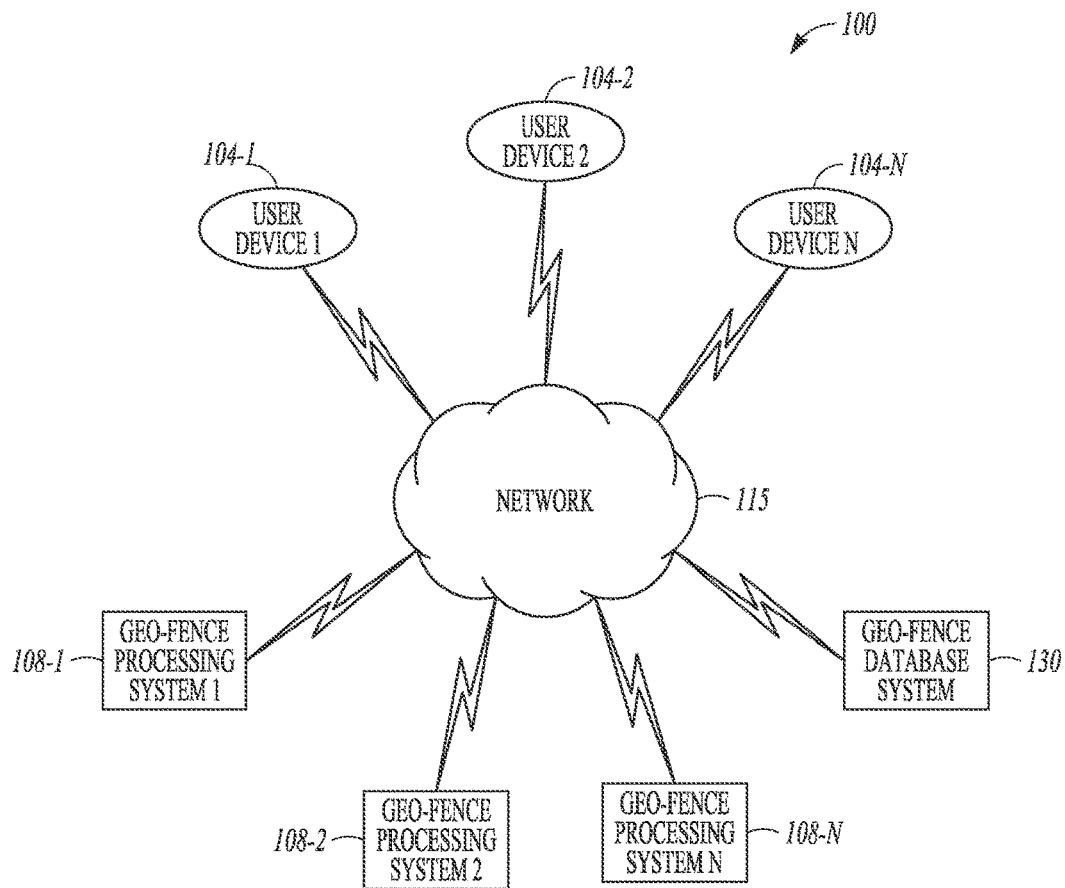 100
104-2
USER
DEVICE 2
104-1
USER
DEVICE 1
104-N
USER
DEVICE N
NETWORK
115
108-1
GEO-FENCE
PROCESSING
SYSTEM 1
GEO-FENCE
DATABASE
SYSTEM
130
108-2
GEO-FENCE
PROCESSING
SYSTEM 2
GEO-FENCE
PROCESSING
SYSTEM N
108-N